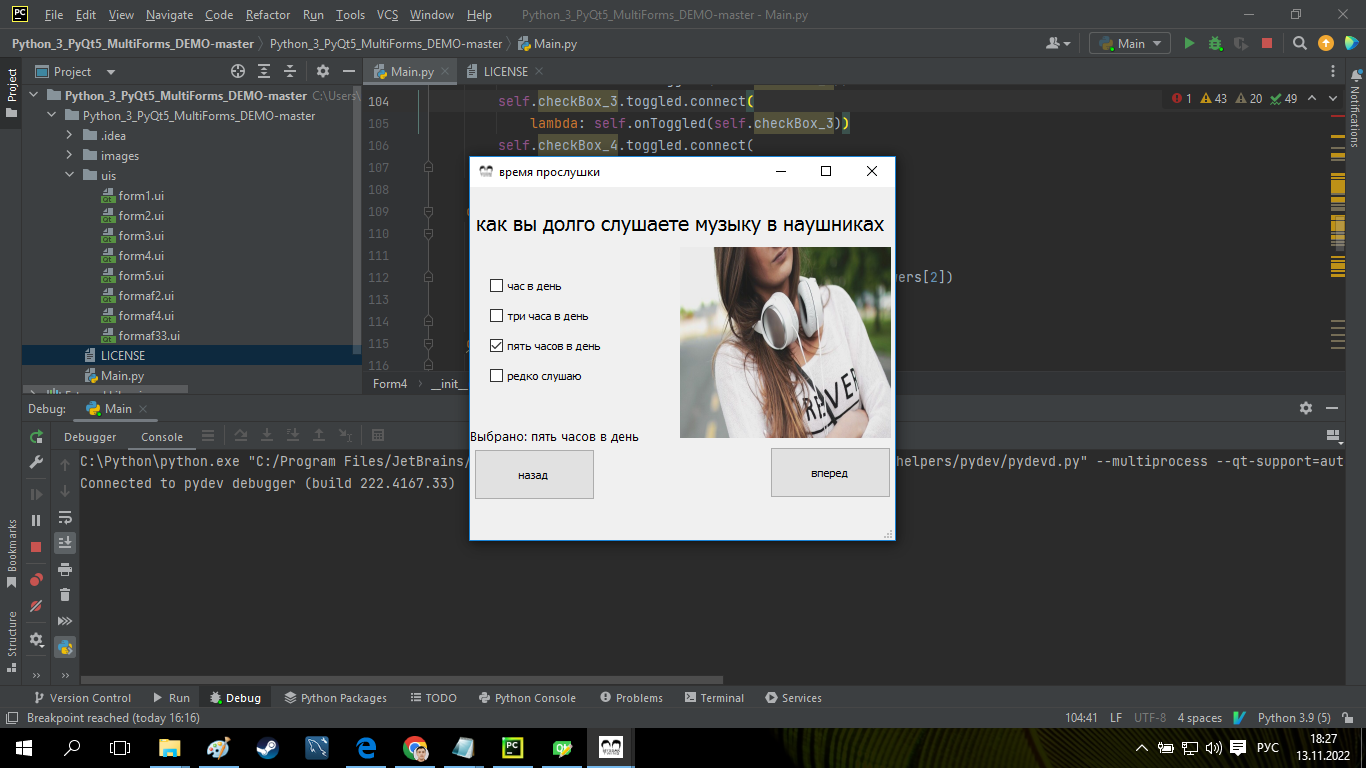 File Edit View Navigate Code Refactor Run Tools VCS Window Help Python_3_PyQt5_MultiForms_DEMO-master - Main.py
Python_3_PyQt5_MultiForms_DEMO-master Python_3_PyQt5_MultiForms_DEMO-master Main.py Main
Project
Project
Main.py
LICENSE
Notifications
Python_3_PyQt5_MultiForms_DEMO-master C:\Users\
Python_3_PyQt5_MultiForms_DEMO-master
.idea
images
uis
form1.ui
form2.ui
form3.ui
form4.ui
form5.ui
formaf2.ui
formaf4.ui
formaf33.ui
LICENSE
Main.py
1 43 20 49
104 self.checkBox_3.toggled.connect(
105 lambda: self.onToggled(self.checkBox_3))
106 self.checkBox_4.toggled.connect(
107
108
109
110
111
112 ers[2])
113
114
115
116
Form4 __init__
время прослушки
как вы долго слушаете музыку в наушниках
час в день
три часа в день
пять часов в день
редко слушаю
REVER
Выбрано: пять часов в день
назад
вперед
Debug: Main
Debugger Console
C:\Python\python.exe "C:/Program Files/JetBrains/ helpers/pydev/pydevd.py" --multiprocess --qt-support=aut
Connected to pydev debugger (build 222.4167.33)
Bookmarks
Structure
Version Control Run Debug Python Packages TODO Python Console Problems Terminal Services
Breakpoint reached (today 16:16) 104:41 LF UTF-8 4 spaces Python 3.9 (5)
РУС
18:27
13.11.2022